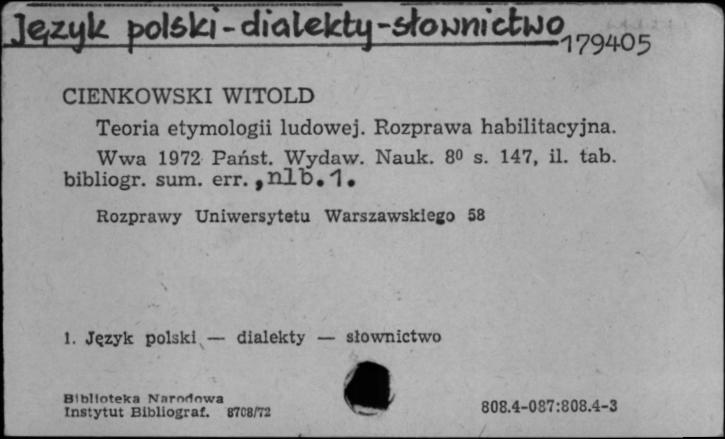 Język polski-dialekty-słownictwo
179405
CIENKOWSKI WITOLD
Teoria etymologii ludowej. Rozprawa habilitacyjna.
Wwa 1972 Państ. Wydaw. Nauk. 8⁰ s. 147, il. tab.
bibliogr. sum. err., nlb.1.
Rozprawy Uniwersytetu Warszawskiego 58
1. Język polski — dialekty — słownictwo
Biblioteka Narodowa
Instytut Bibliograf. 8708/72
808.4-087:808.4-3